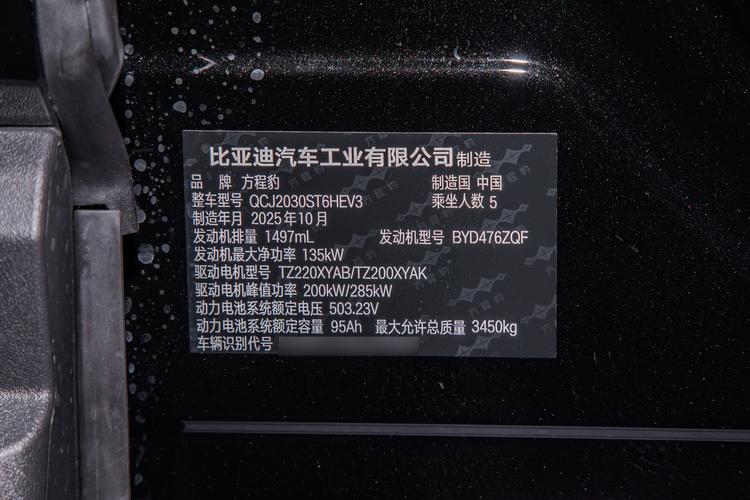 比亚迪汽车工业有限公司制造
品 牌 方程豹 制造国 中国
整车型号 QCJ2030ST6HEV3 乘坐人数 5
制造年月 2025年10月
发动机排量 1497mL 发动机型号 BYD476ZQF
发动机最大净功率 135kW
驱动电机型号 TZ220XYAB/TZ200XYAK
驱动电机峰值功率 200kW/285kW
动力电池系统额定电压 503.23V
动力电池系统额定容量 95Ah 最大允许总质量 3450kg
车辆识别代号